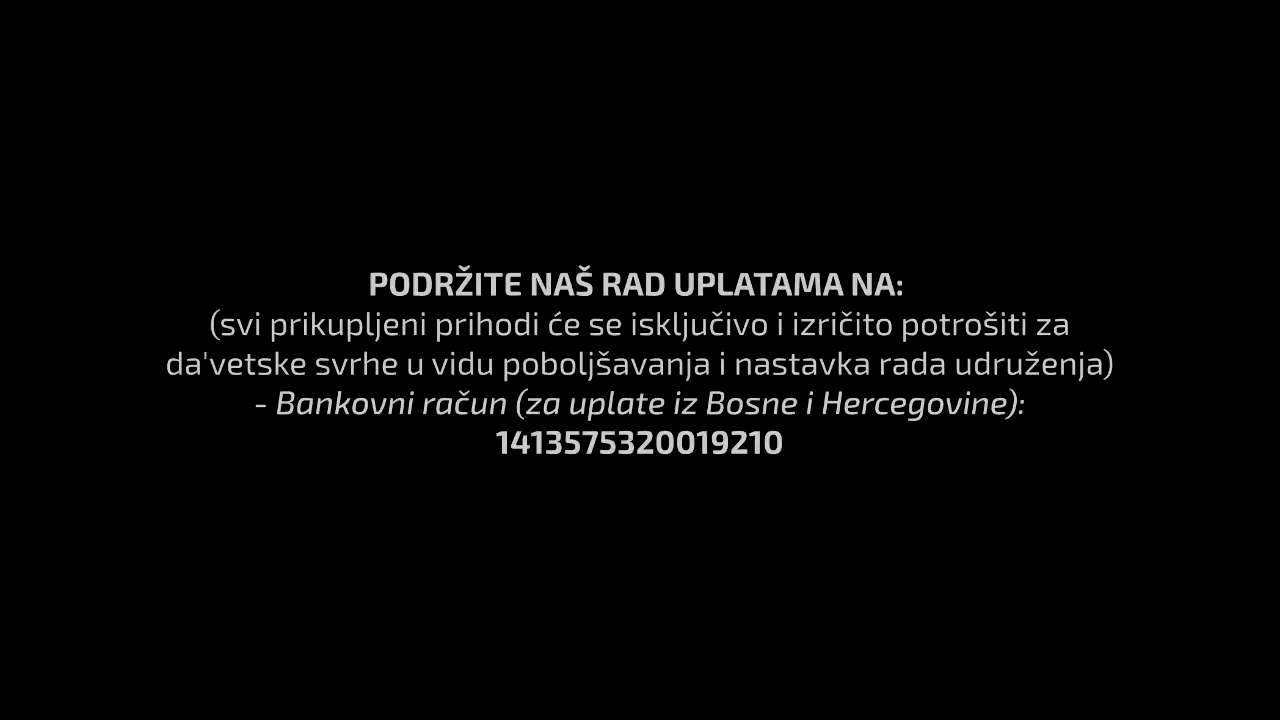 PODRŽITE NAŠ RAD UPLATAMA NA:
(svi prikupljeni prihodi će se isključivo i izričito potrošiti za
da'vetske svrhe u vidu poboljšavanja i nastavka rada udruženja)
- Bankovni račun (za uplate iz Bosne i Hercegovine):
1413575320019210